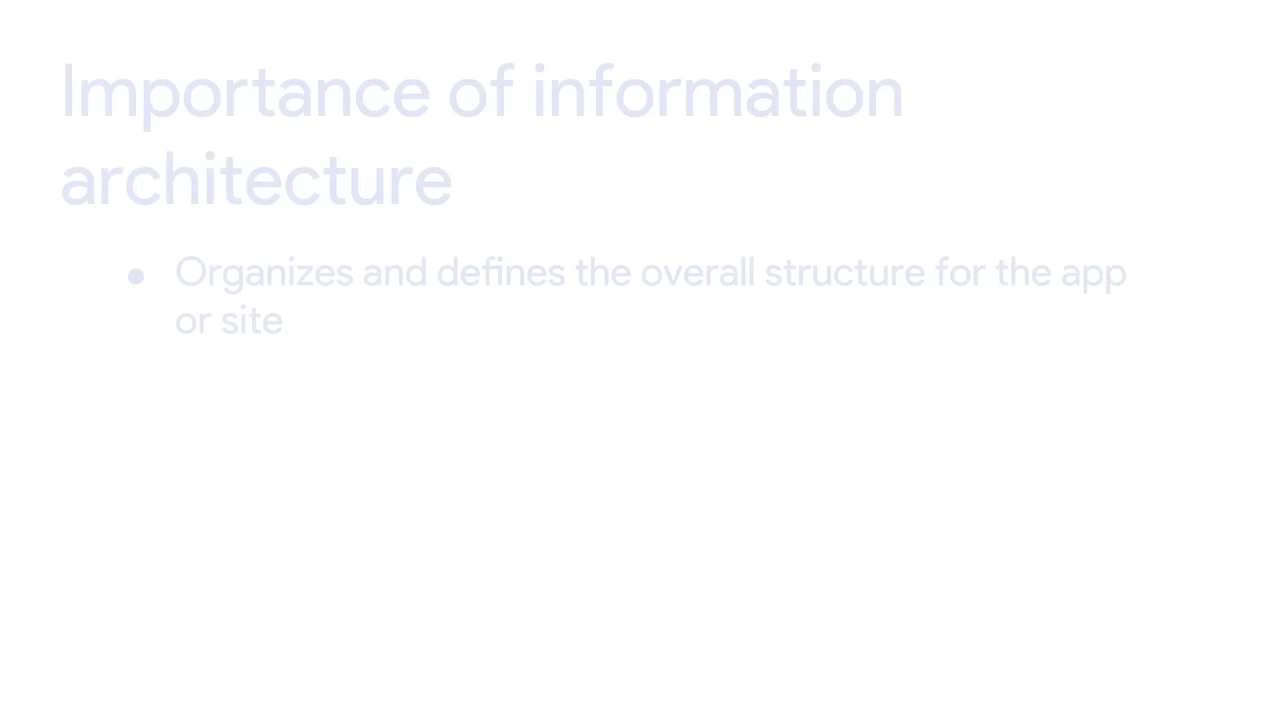 Importance of information
architecture
● Organizes and defines the overall structure for the app
or site